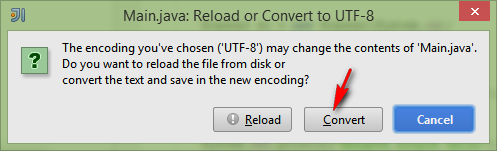 Main.java: Reload or Convert to UTF-8
The encoding you've chosen ('UTF-8') may change the contents of 'Main.java'.
Do you want to reload the file from disk or
convert the text and save in the new encoding?
Reload Convert Cancel